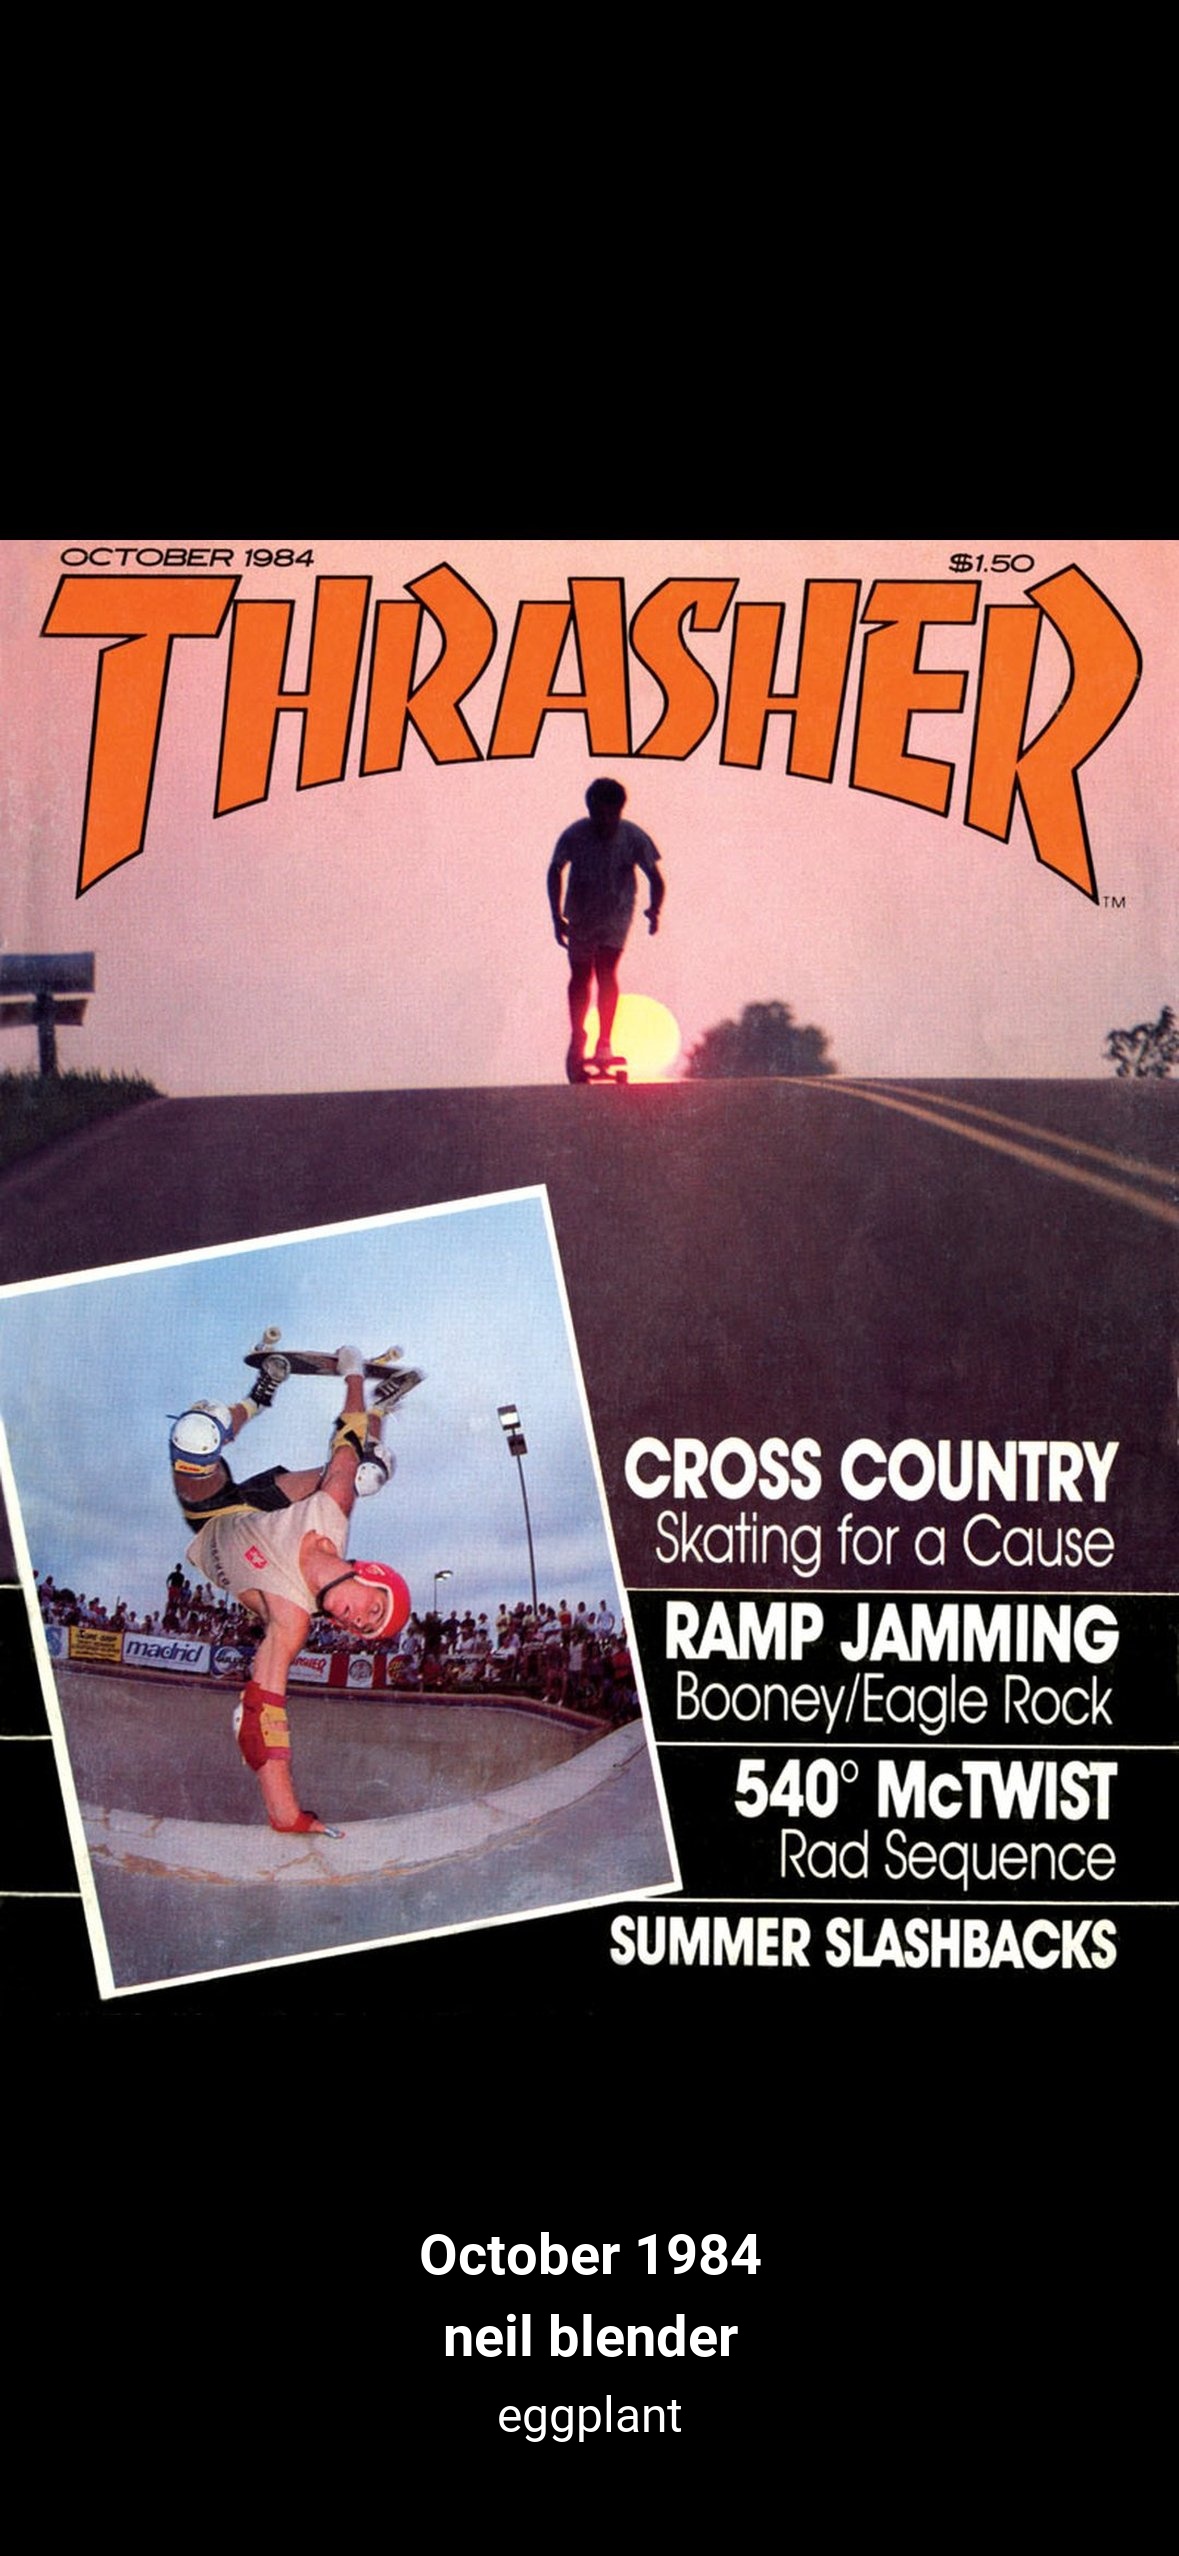 OCTOBER 1984
$1.50
THRASHER
TM
madrid
CROSS COUNTRY
Skating for a Cause
RAMP JAMMING
Booney/Eagle Rock
540° McTWIST
Rad Sequence
SUMMER SLASHBACKS
October 1984
neil blender
eggplant